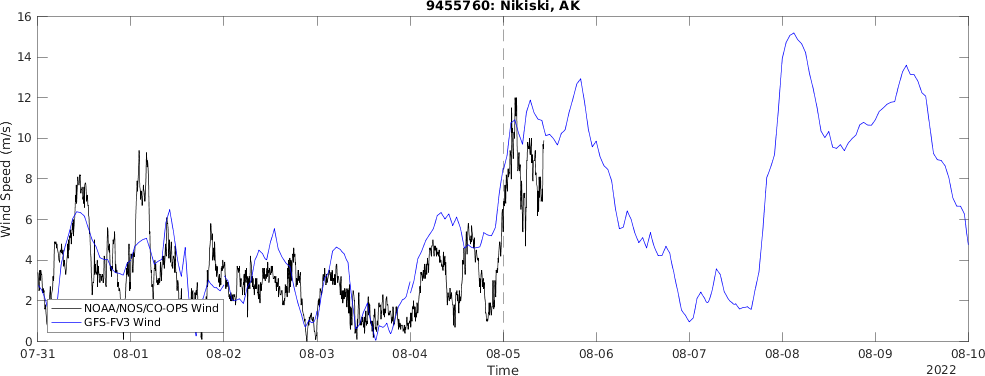 9455760: Nikiski, AK
16
14
12
10
8
6
4
2
0
Wind Speed (m/s)
NOAA/NOS/CO-OPS Wind
GFS-FV3 Wind
07-31 08-01 08-02 08-03 08-04 08-05 08-06 08-07 08-08 08-09 08-10
Time
2022